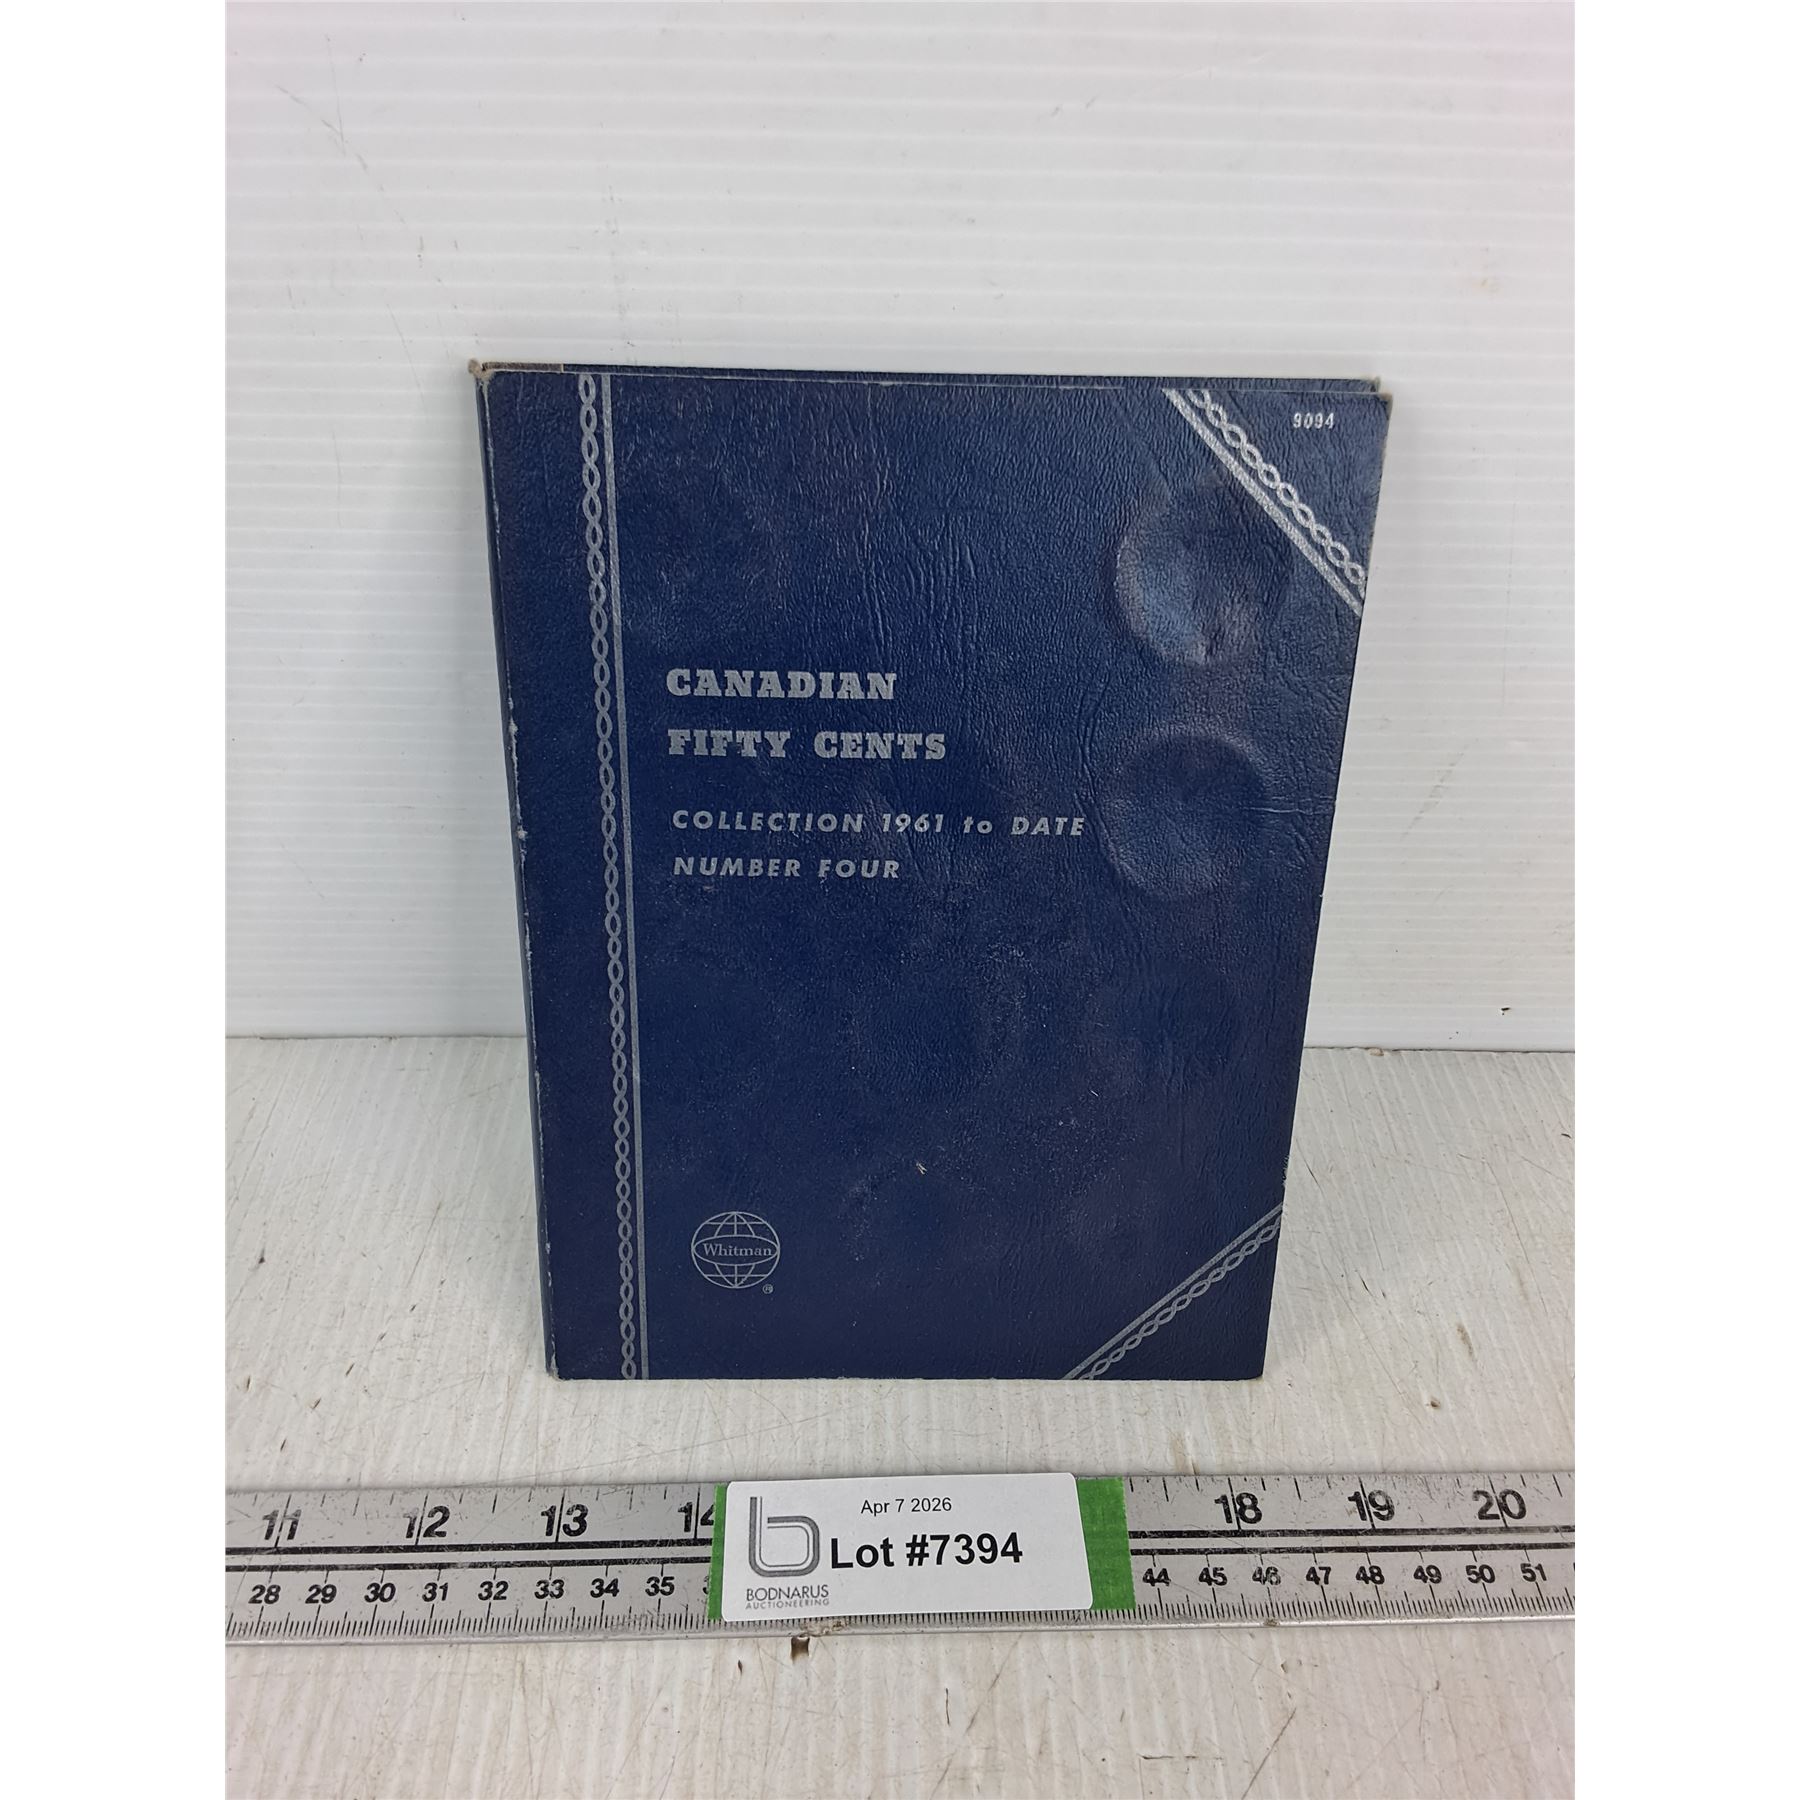 9094
CANADIAN
FIFTY CENTS
COLLECTION 1961 to DATE
NUMBER FOUR
Whitman
®
11 12 13 14 18 19 20
Apr 7 2026
Lot #7394
BODNARUS
AUCTIONEERING
28 29 30 31 32 33 34 35 44 45 46 47 48 49 50 51